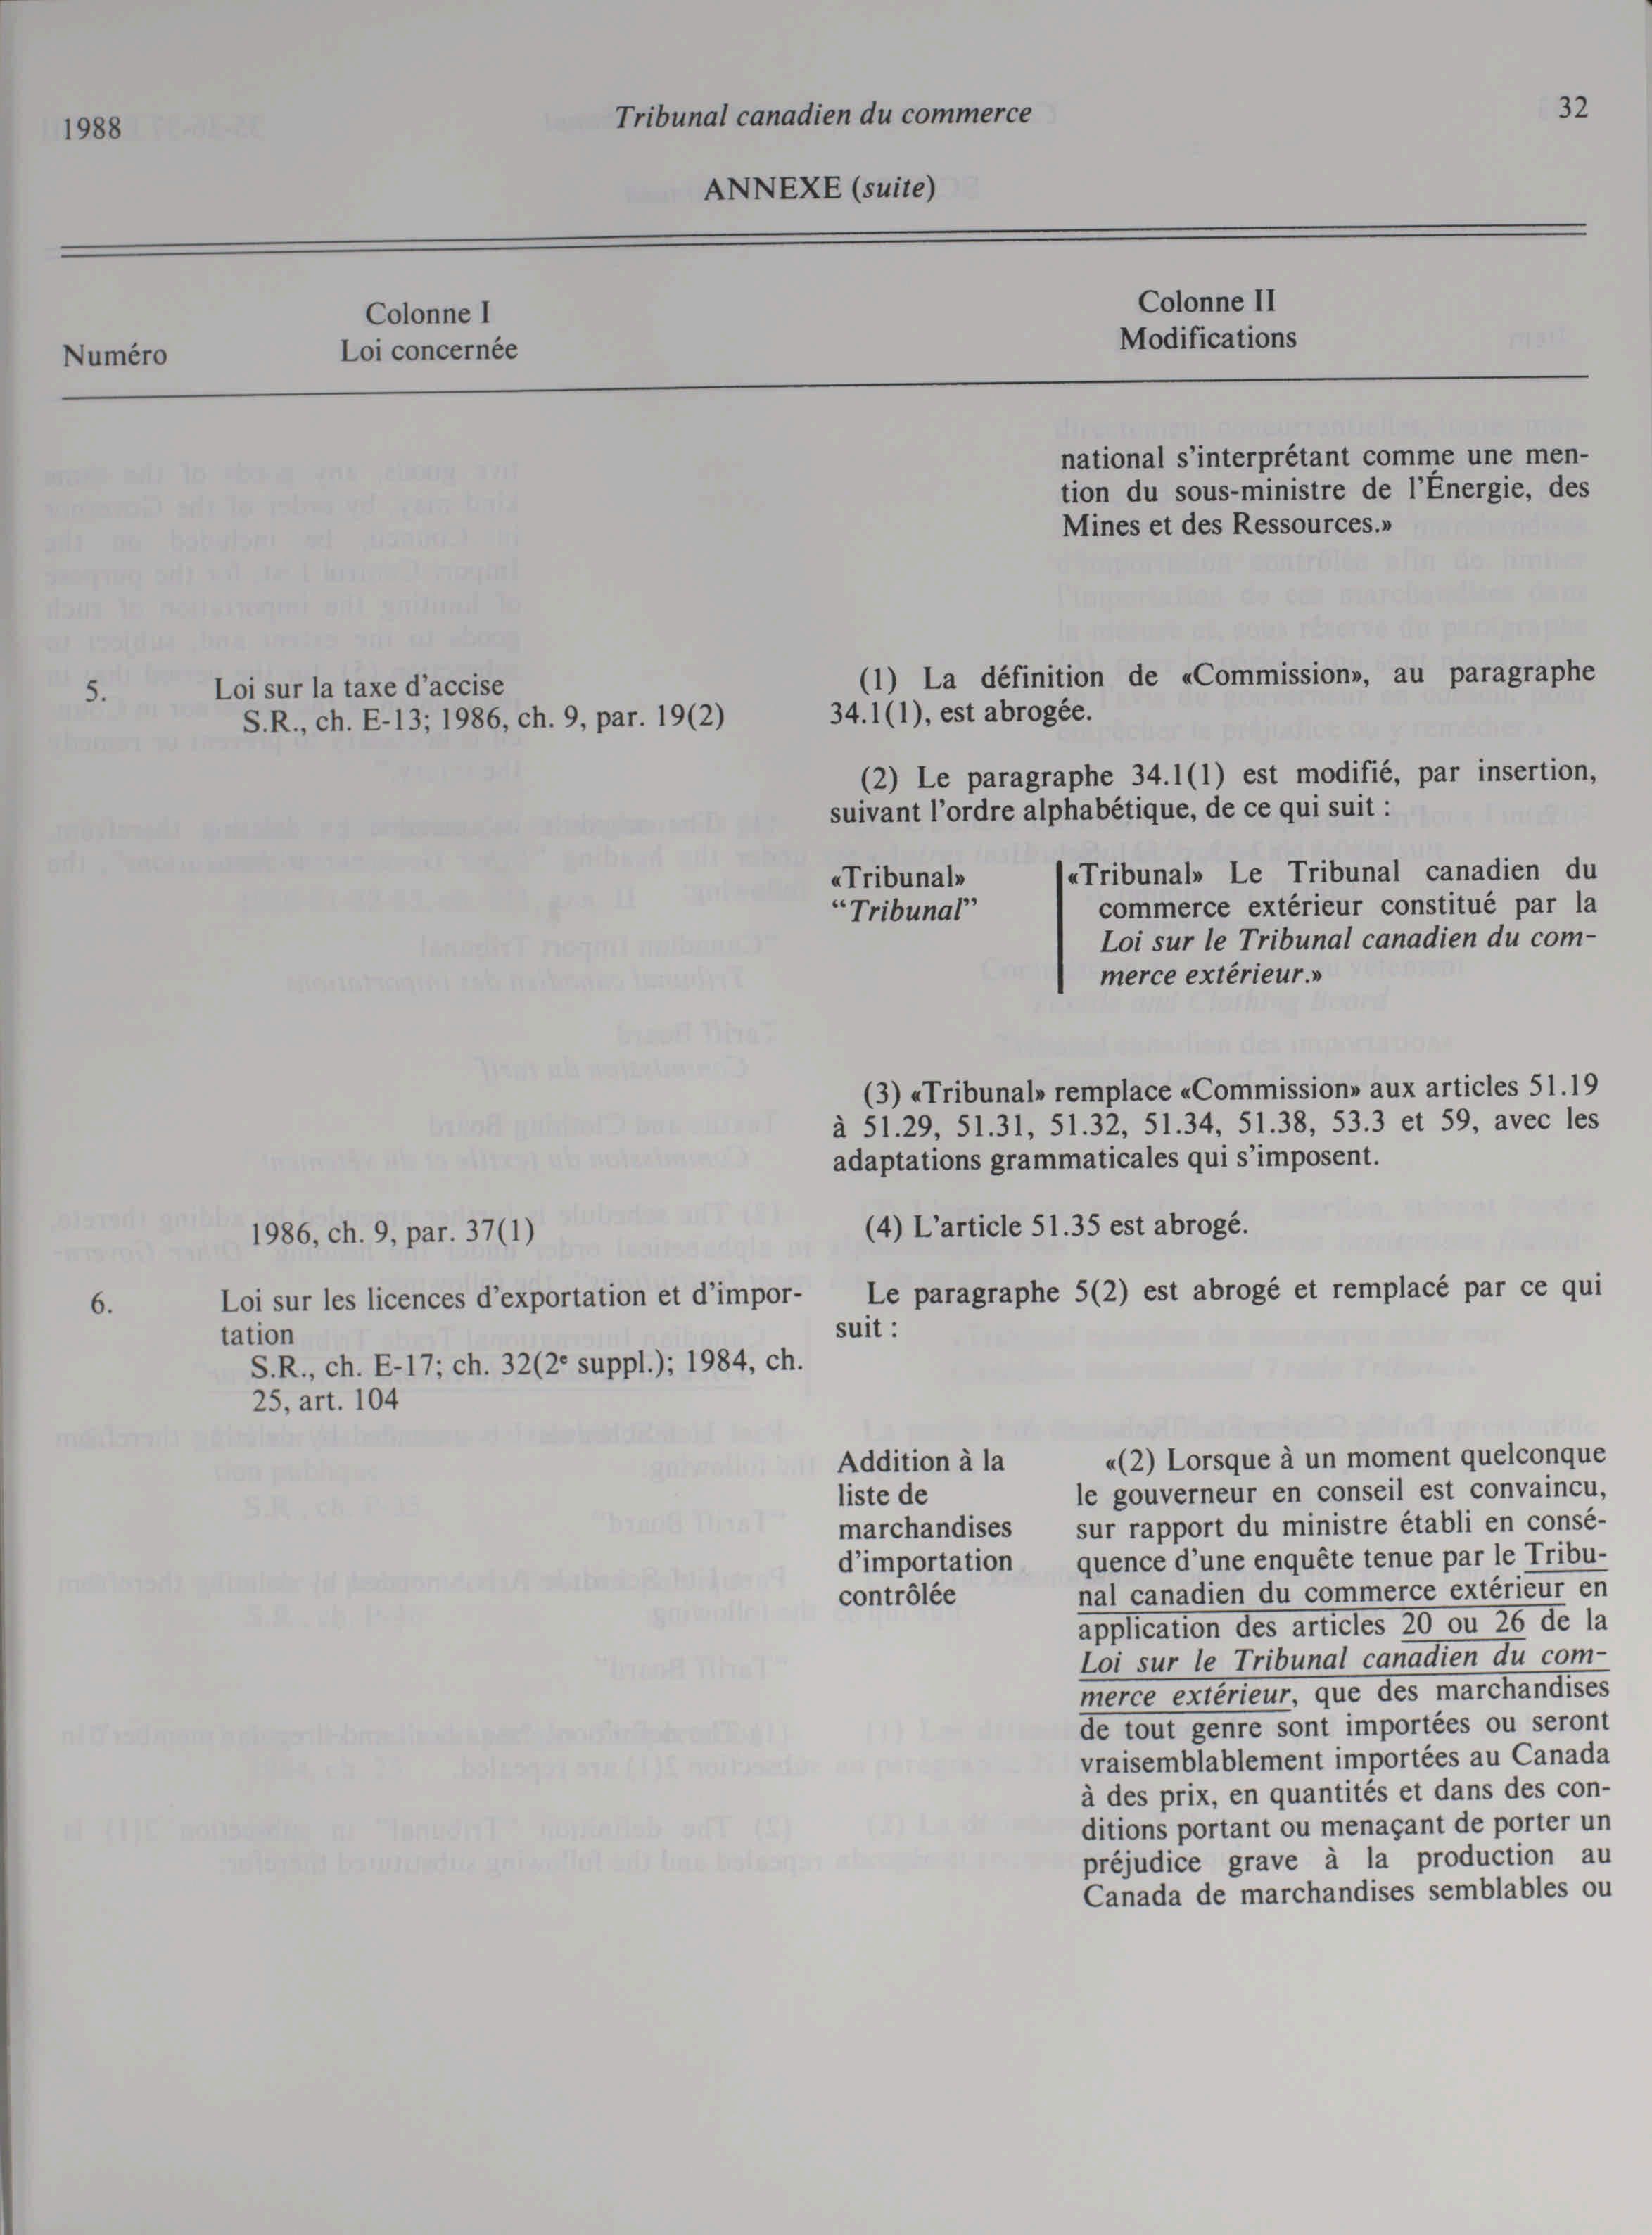 1988
Tribunal canadien du commerce
32
ANNEXE (suite)
Numéro
Colonne I
Loi concernée
Colonne II
Modifications
national s’interprétant comme une men-
tion du sous-ministre de l’Énergie, des
Mines et des Ressources.»
5.
Loi sur la taxe d’accise
S.R., ch. E-13; 1986, ch. 9, par. 19(2)
(1) La définition de «Commission», au paragraphe
34.1(1), est abrogée.
(2) Le paragraphe 34.1(1) est modifié, par insertion,
suivant l’ordre alphabétique, de ce qui suit :
«Tribunal»
“Tribunal”
«Tribunal» Le Tribunal canadien du
commerce extérieur constitué par la
Loi sur le Tribunal canadien du com-
merce extérieur.»
(3) «Tribunal» remplace «Commission» aux articles 51.19
à 51.29, 51.31, 51.32, 51.34, 51.38, 53.3 et 59, avec les
adaptations grammaticales qui s’imposent.
1986, ch. 9, par. 37(1)
(4) L’article 51.35 est abrogé.
6.
Loi sur les licences d’exportation et d’impor-
tation
S.R., ch. E-17; ch. 32(2e suppl.); 1984, ch.
25, art. 104
Le paragraphe 5(2) est abrogé et remplacé par ce qui
suit :
Addition à la
liste de
marchandises
d’importation
contrôlée
«(2) Lorsque à un moment quelconque
le gouverneur en conseil est convaincu,
sur rapport du ministre établi en consé-
quence d’une enquête tenue par le Tribu-
nal canadien du commerce extérieur en
application des articles 20 ou 26 de la
Loi sur le Tribunal canadien du com-
merce extérieur, que des marchandises
de tout genre sont importées ou seront
vraisemblablement importées au Canada
à des prix, en quantités et dans des con-
ditions portant ou menaçant de porter un
préjudice grave à la production au
Canada de marchandises semblables ou